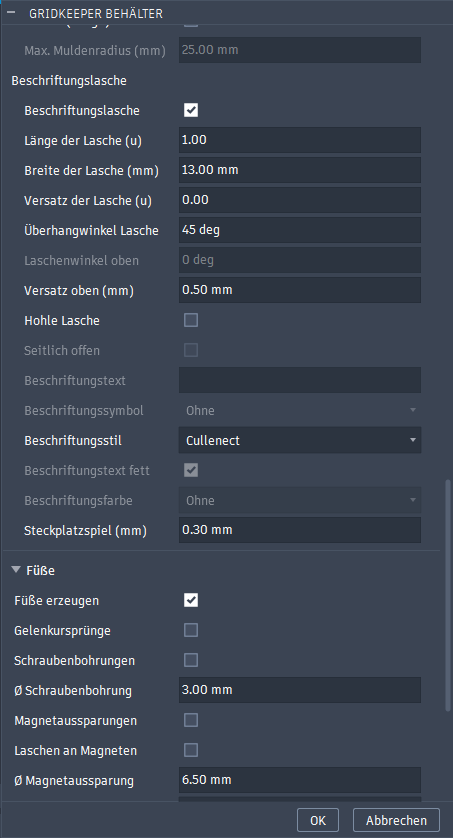 GRIDKEEPER BEHÄLTER
Max. Muldenradius (mm) 25.00 mm
Beschriftungslasche
Beschriftungslasche
Länge der Lasche (u) 1.00
Breite der Lasche (mm) 13.00 mm
Versatz der Lasche (u) 0.00
Überhangwinkel Lasche 45 deg
Laschenwinkel oben 0 deg
Versatz oben (mm) 0.50 mm
Hohle Lasche
Seitlich offen
Beschriftungstext
Beschriftungssymbol Ohne
Beschriftungsstil Cullenect
Beschriftungstext fett
Beschriftungsfarbe Ohne
Steckplatzspiel (mm) 0.30 mm
Füße
Füße erzeugen
Gelenkursprünge
Schraubenbohrungen
Ø Schraubenbohrung 3.00 mm
Magnetaussparungen
Laschen an Magneten
Ø Magnetaussparung 6.50 mm
OK Abbrechen